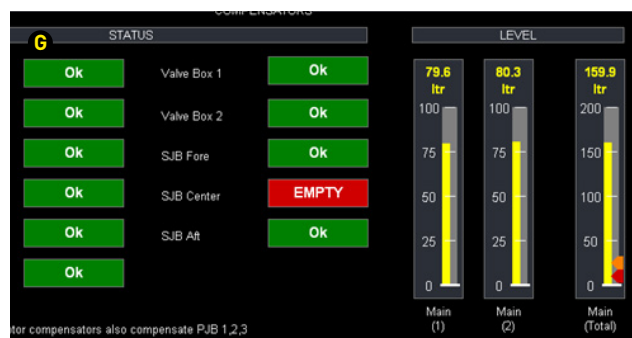 COMPENSATORS
G STATUS LEVEL
Ok Valve Box 1 Ok
Ok Valve Box 2 Ok
Ok SJB Fore Ok
Ok SJB Center EMPTY
Ok SJB Aft Ok
Ok
79.6 80.3 159.9
ltr ltr ltr
100 100 200
75 75 150
50 50 100
25 25 50
0 0 0
Main Main Main
(1) (2) (Total)
compensators also compensate PJB 1,2,3